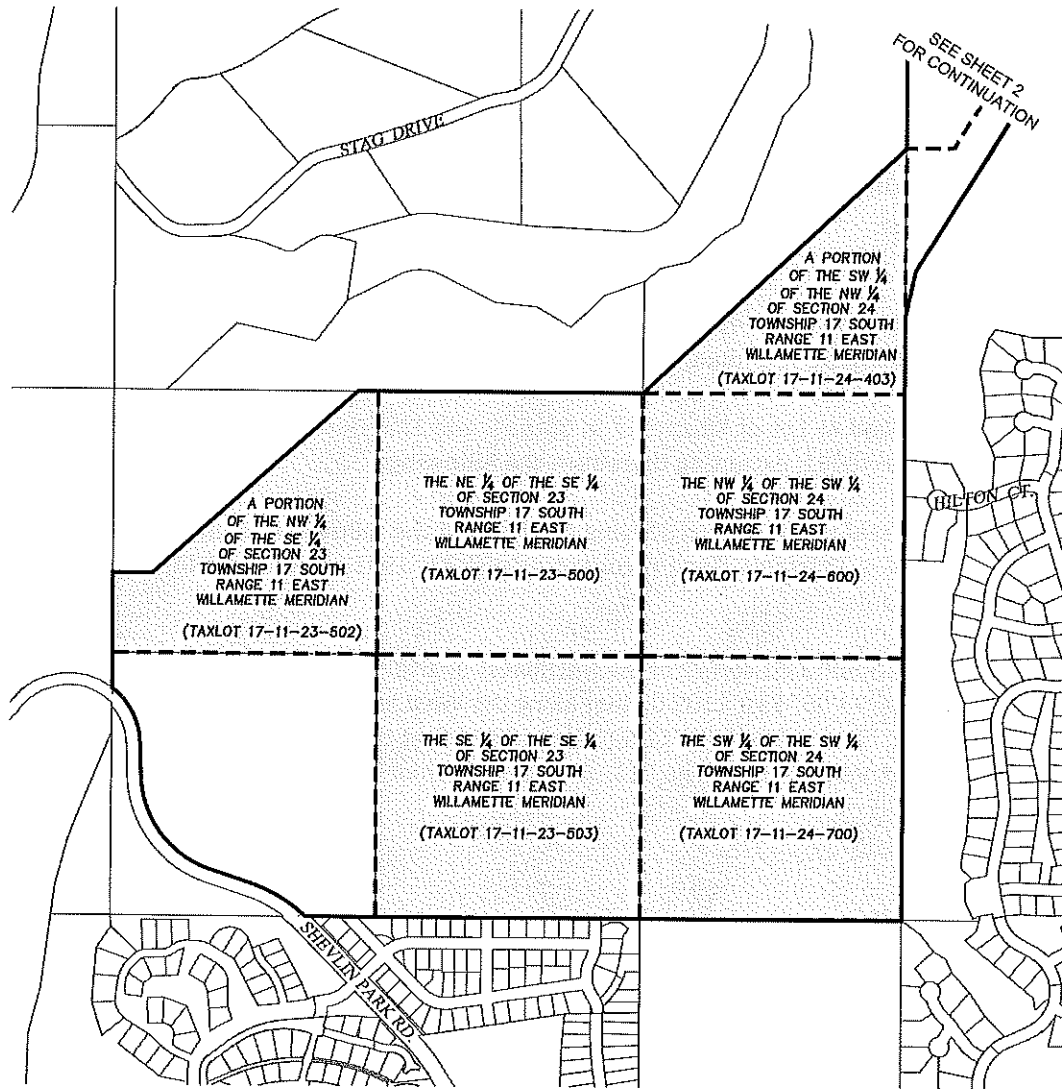 SEE SHEET 2
FOR CONTINUATION
STAG DRIVE
A PORTION
OF THE SW ¼
OF THE NW ¼
OF SECTION 24
TOWNSHIP 17 SOUTH
RANGE 11 EAST
WILLAMETTE MERIDIAN
(TAXLOT 17-11-24-403)
A PORTION
OF THE NW ¼
OF THE SE ¼
OF SECTION 23
TOWNSHIP 17 SOUTH
RANGE 11 EAST
WILLAMETTE MERIDIAN
(TAXLOT 17-11-23-502)
THE NE ¼ OF THE SE ¼
OF SECTION 23
TOWNSHIP 17 SOUTH
RANGE 11 EAST
WILLAMETTE MERIDIAN
(TAXLOT 17-11-23-500)
THE NW ¼ OF THE SW ¼
OF SECTION 24
TOWNSHIP 17 SOUTH
RANGE 11 EAST
WILLAMETTE MERIDIAN
(TAXLOT 17-11-24-600)
HILTON CT.
THE SE ¼ OF THE SE ¼
OF SECTION 23
TOWNSHIP 17 SOUTH
RANGE 11 EAST
WILLAMETTE MERIDIAN
(TAXLOT 17-11-23-503)
THE SW ¼ OF THE SW ¼
OF SECTION 24
TOWNSHIP 17 SOUTH
RANGE 11 EAST
WILLAMETTE MERIDIAN
(TAXLOT 17-11-24-700)
SHEVLIN PARK RD.